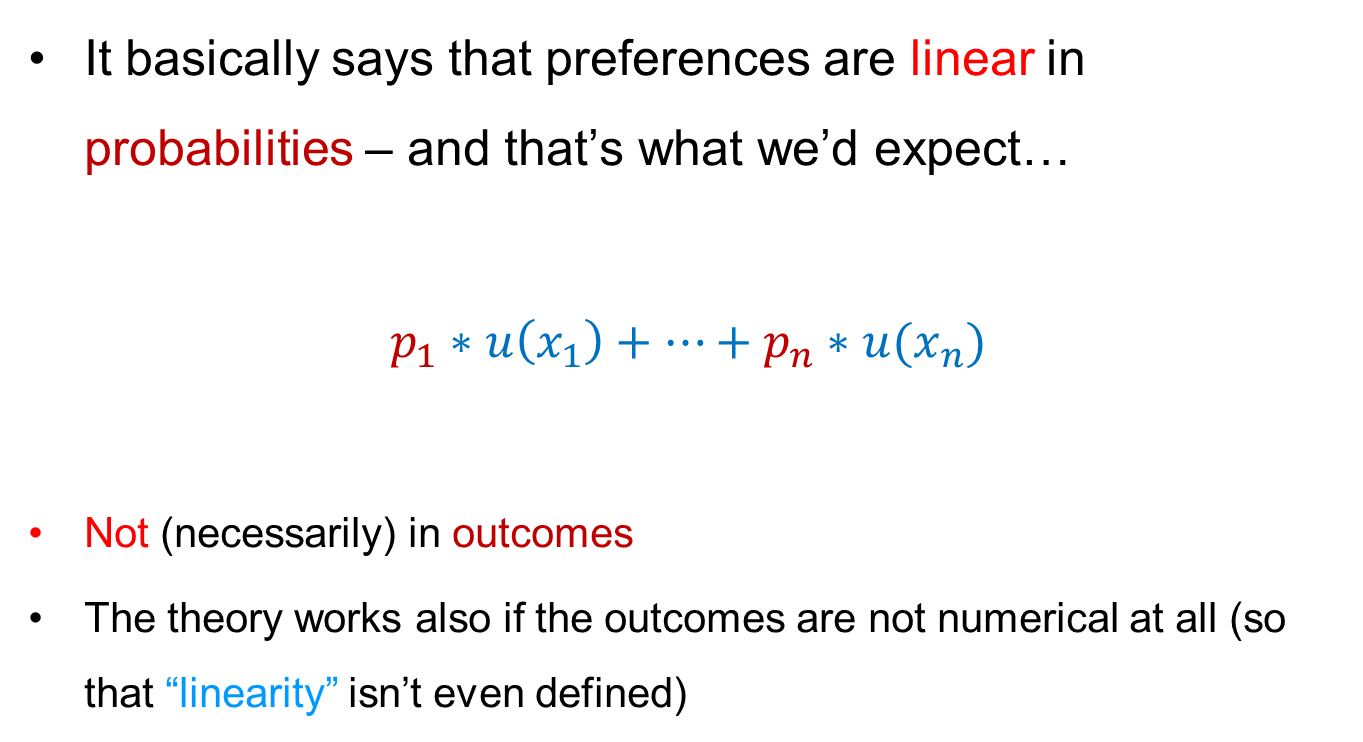 • It basically says that preferences are linear in
probabilities – and that’s what we’d expect…
p₁ ∗ u(x₁) + ⋯ + pₙ ∗ u(xₙ)
• Not (necessarily) in outcomes
• The theory works also if the outcomes are not numerical at all (so
that “linearity” isn’t even defined)